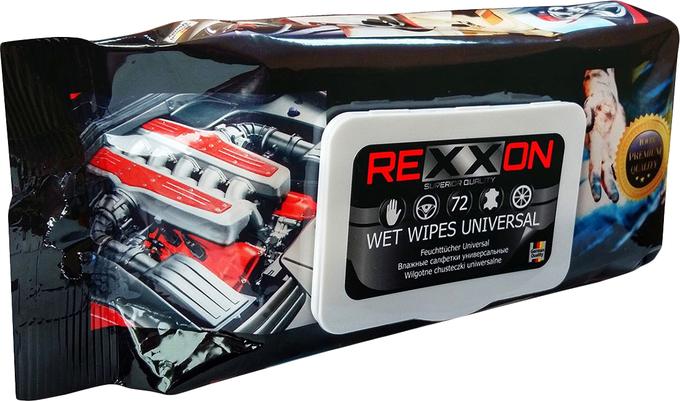 REXXON
SUPERIOR QUALITY
72
WET WIPES UNIVERSAL
Feuchttücher Universal
Влажные салфетки универсальные
Wilgotne chusteczki uniwersalne
100%
PREMIUM
QUALITY